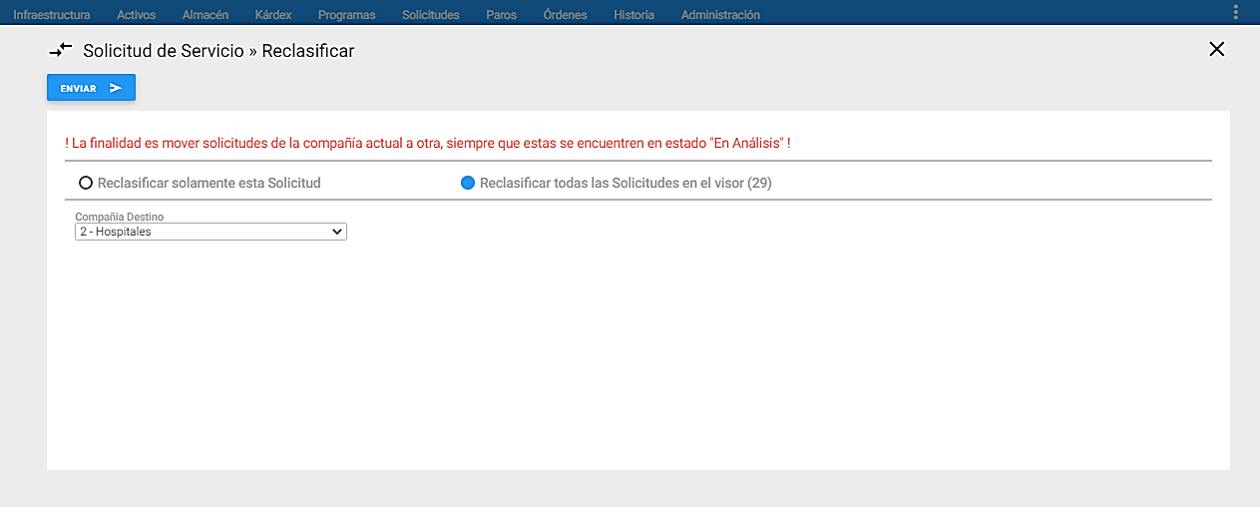 Infraestructura Activos Almacén Kárdex Programas Solicitudes Paros Órdenes Historia Administración
Solicitud de Servicio » Reclasificar
ENVIAR
! La finalidad es mover solicitudes de la compañía actual a otra, siempre que estas se encuentren en estado "En Análisis" !
Reclasificar solamente esta Solicitud Reclasificar todas las Solicitudes en el visor (29)
Compañia Destino
2 - Hospitales